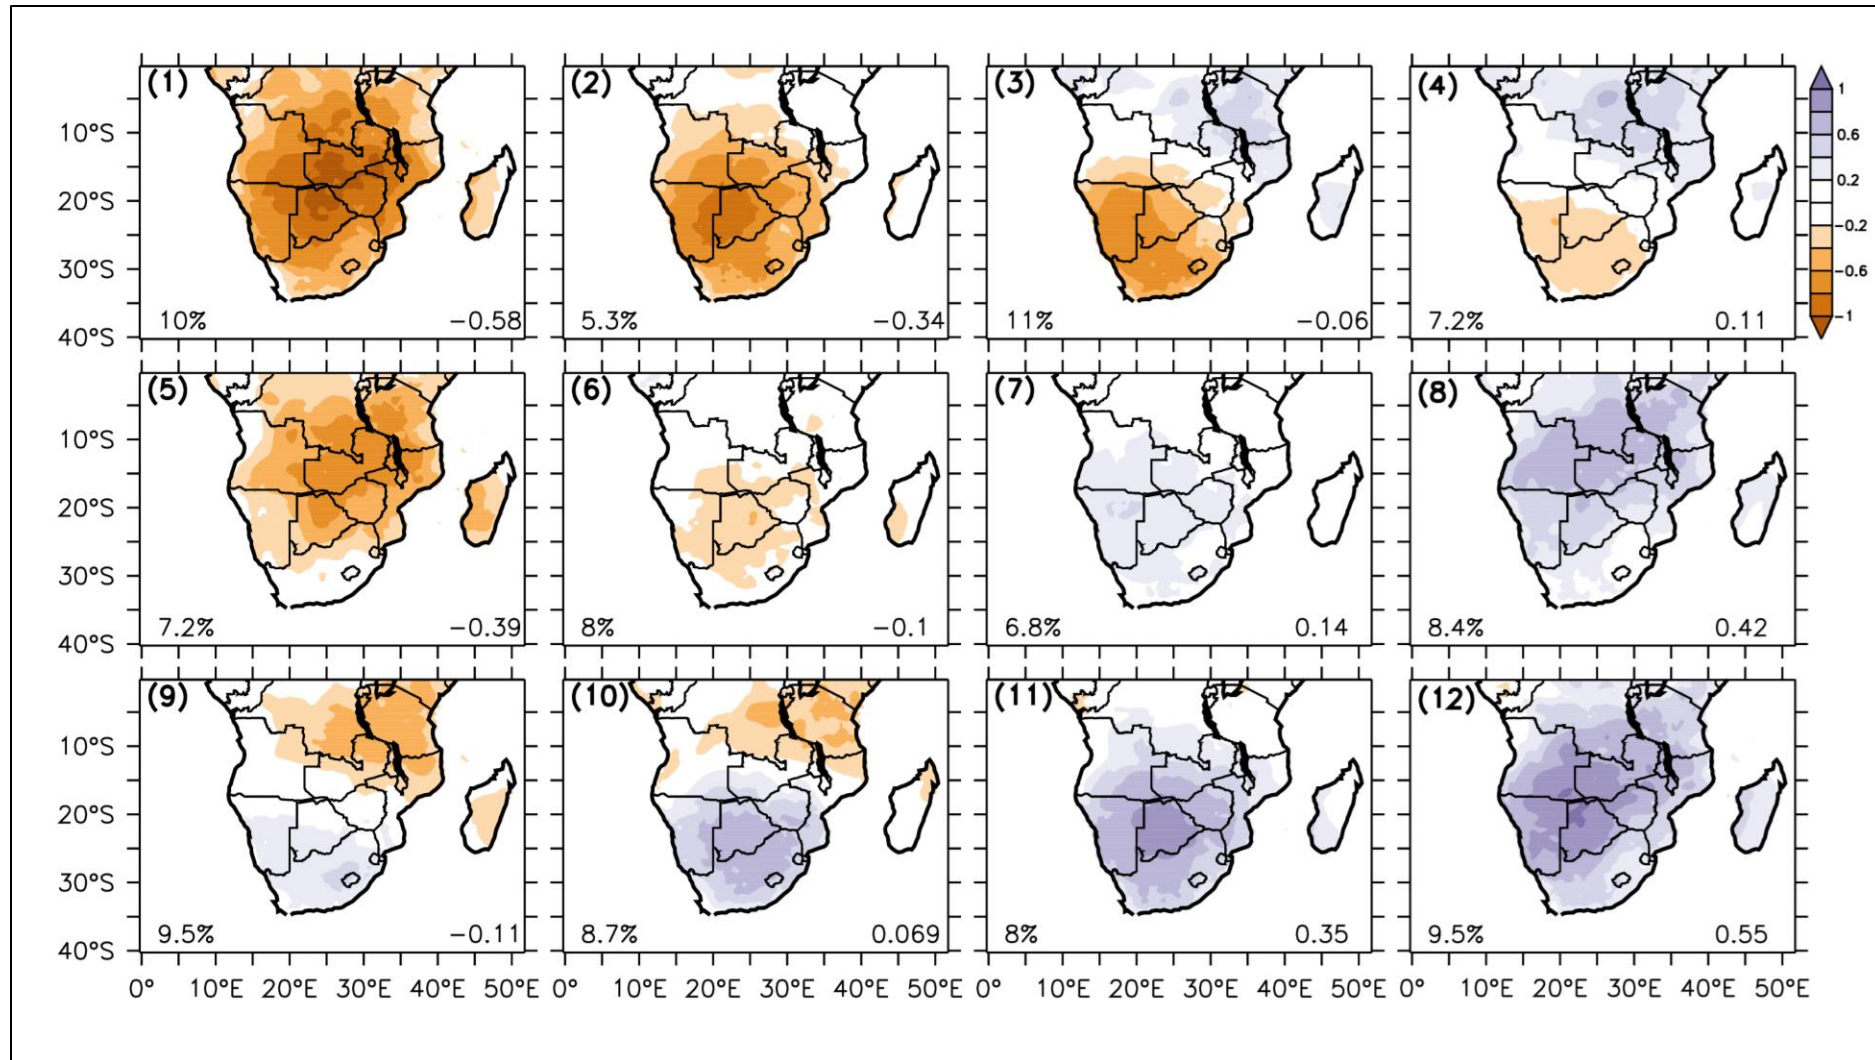 (1) (2) (3) (4)
1
10°S 0.6
0.2
20°S
−0.2
30°S −0.6
10% −0.58 5.3% −0.34 11% −0.06 7.2% 0.11 −1
40°S
(5) (6) (7) (8)
10°S
20°S
30°S
7.2% −0.39 8% −0.1 6.8% 0.14 8.4% 0.42
40°S
(9) (10) (11) (12)
10°S
20°S
30°S
9.5% −0.11 8.7% 0.069 8% 0.35 9.5% 0.55
40°S
0° 10°E 20°E 30°E 40°E 50°E 0° 10°E 20°E 30°E 40°E 50°E 0° 10°E 20°E 30°E 40°E 50°E 0° 10°E 20°E 30°E 40°E 50°E